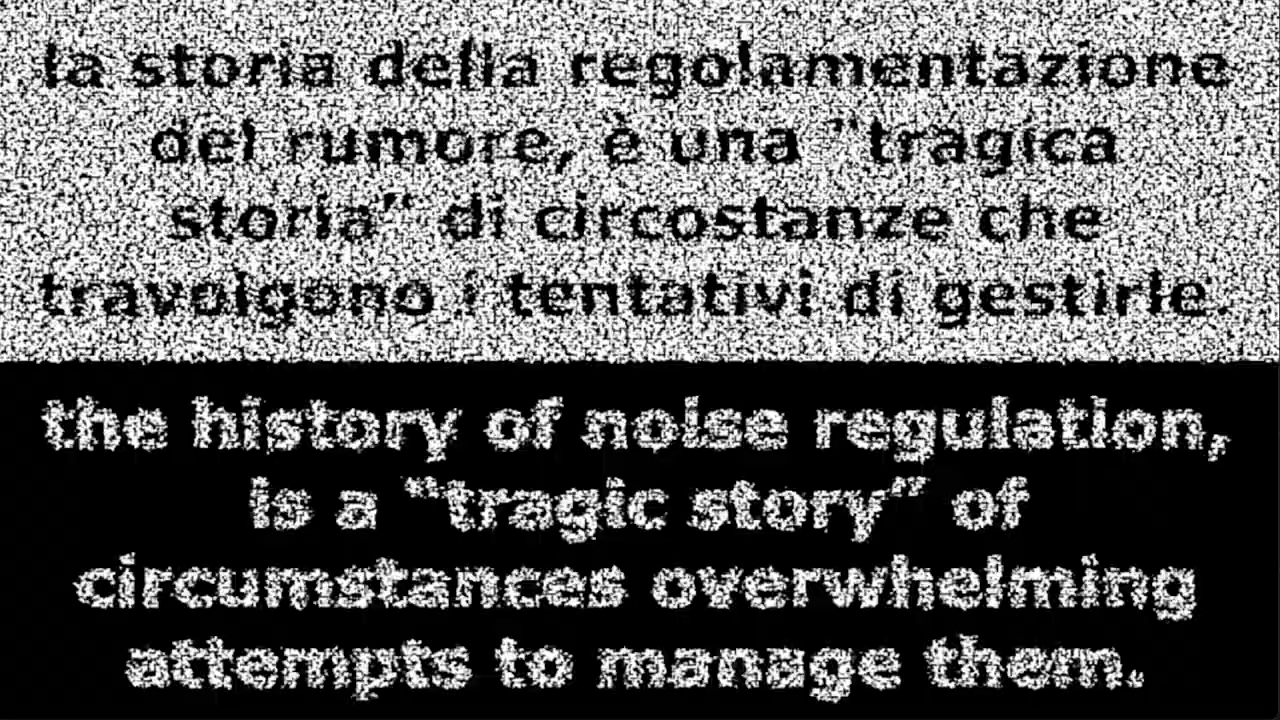 la storia della regolamentazione
del rumore, è una "tragica
storia" di circostanze che
travolgono i tentativi di gestirle.
the history of noise regulation,
is a "tragic story" of
circumstances overwhelming
attempts to manage them.